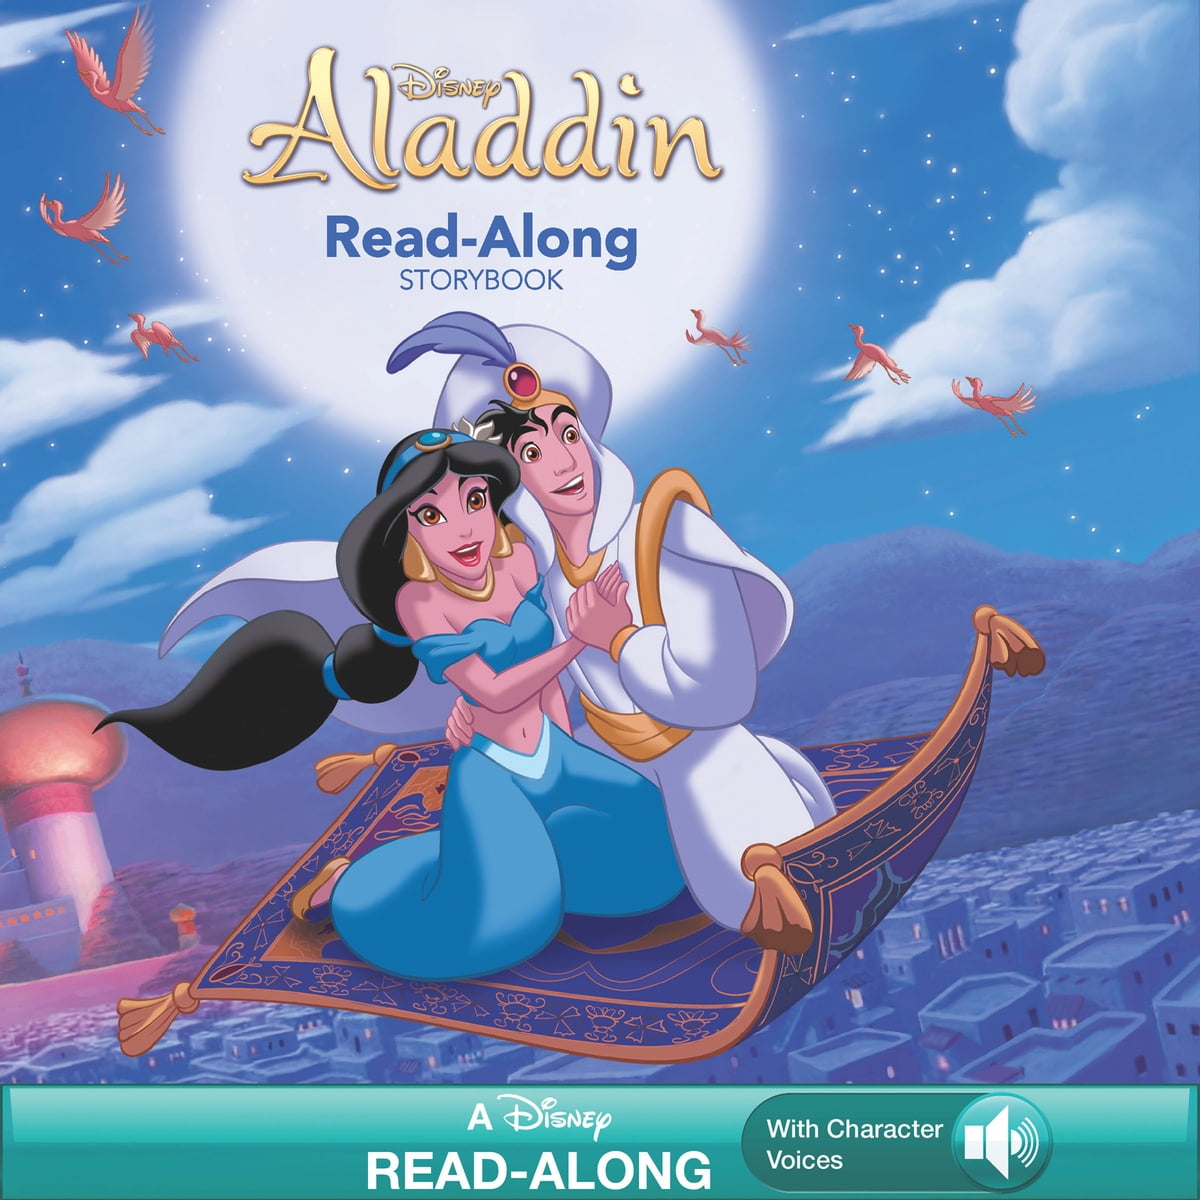 Disney
Aladdin
Read-Along
STORYBOOK
A Disney
READ-ALONG
With Character
Voices